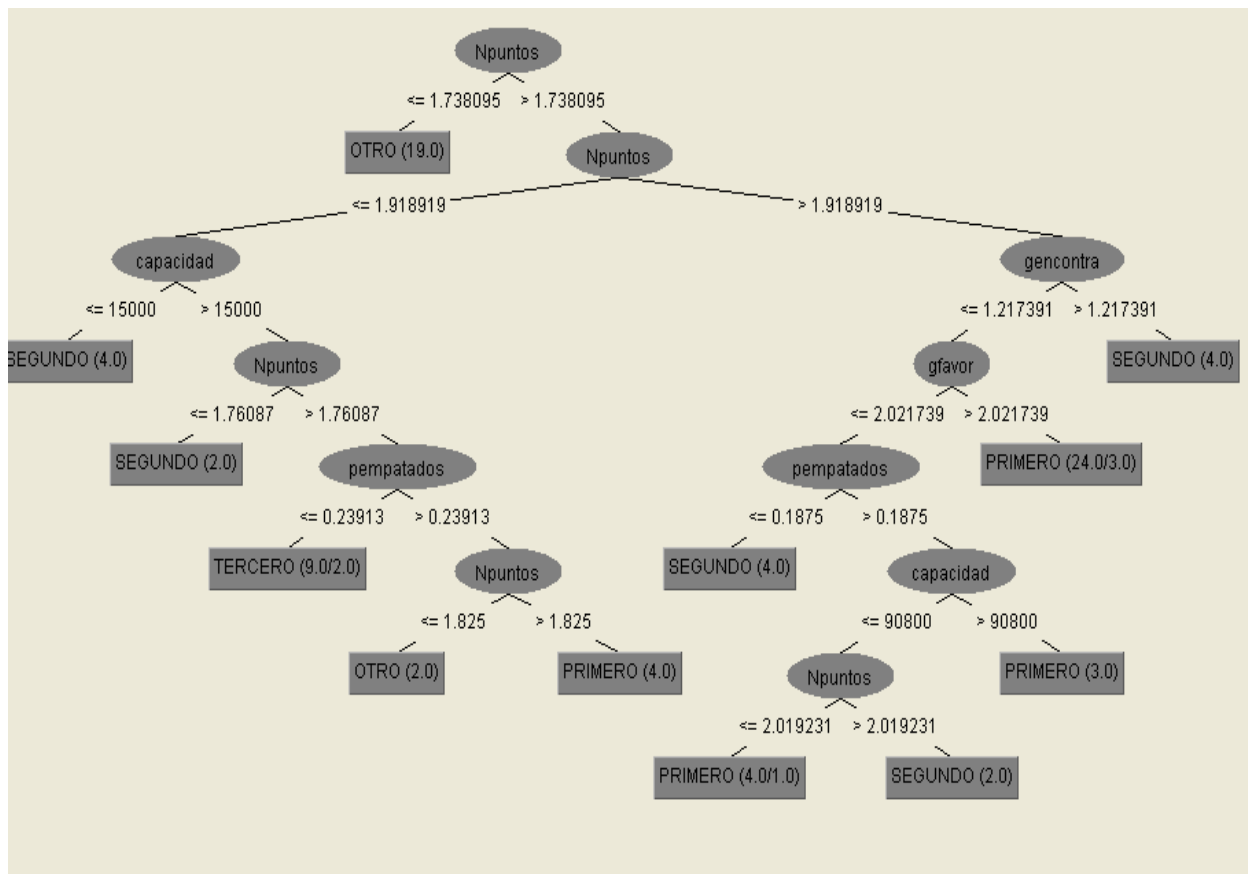 Npuntos
<= 1.738095 > 1.738095
OTRO (19.0) Npuntos
<= 1.918919 > 1.918919
capacidad gencontra
<= 15000 > 15000 <= 1.217391 > 1.217391
SEGUNDO (4.0) Npuntos gfavor SEGUNDO (4.0)
<= 1.76087 > 1.76087 <= 2.021739 > 2.021739
SEGUNDO (2.0) pempatados pempatados PRIMERO (24.0/3.0)
<= 0.23913 > 0.23913 <= 0.1875 > 0.1875
TERCERO (9.0/2.0) Npuntos SEGUNDO (4.0) capacidad
<= 1.825 > 1.825 <= 90800 > 90800
OTRO (2.0) PRIMERO (4.0) Npuntos PRIMERO (3.0)
<= 2.019231 > 2.019231
PRIMERO (4.0/1.0) SEGUNDO (2.0)